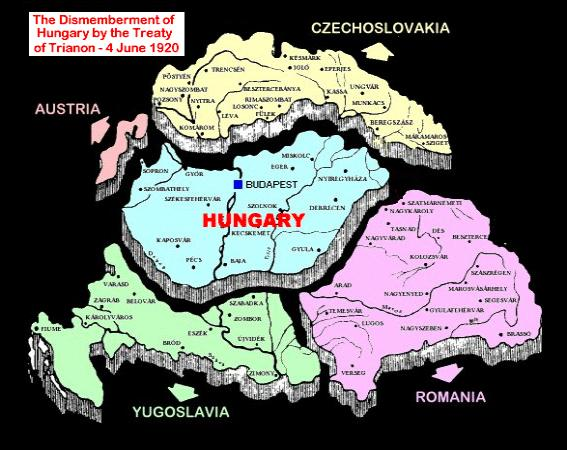 The Dismemberment of
Hungary by the Treaty
of Trianon - 4 June 1920
CZECHOSLOVAKIA
KÉSMÁRK
IGLÓ
EPERJES
TRENCSÉN
PÖSTYÉN
NAGYSZOMBAT
BESZTERCEBÁNYA
KASSA
UNGVÁR
POZSONY
NYITRA
RIMASZOMBAT
LOSONC
MUNKÁCS
LÉVA
FÜLEK
BEREGSZÁSZ
KOMÁROM
MÁRAMAROS
SZIGET
AUSTRIA
SOPRON
GYŐR
MISKOLC
EGER
NYIREGYHÁZA
SZOMBATHELY
BUDAPEST
SZÉKESFEHÉRVÁR
SZOLNOK
DEBRECEN
HUNGARY
KECSKEMÉT
KAPOSVÁR
GYULA
PÉCS
BAJA
SZATMÁRNÉMETI
NAGYKÁROLY
TASNÁD
DÉS
NAGYVÁRAD
BESZTERCE
KOLOZSVÁR
SZÁSZRÉGEN
ARAD
NAGYENYED
MAROSVÁSÁRHELY
SEGESVÁR
TEMESVÁR
GYULAFEHÉRVÁR
LUGOS
NAGYSZEBEN
BRASSÓ
VERSEG
ROMANIA
VARASD
ZÁGRÁB
BELOVÁR
SZABADKA
KÁROLYVÁROS
ZOMBOR
FIUME
ESZÉK
ÚJVIDÉK
BRÓD
ZIMONY
YUGOSLAVIA